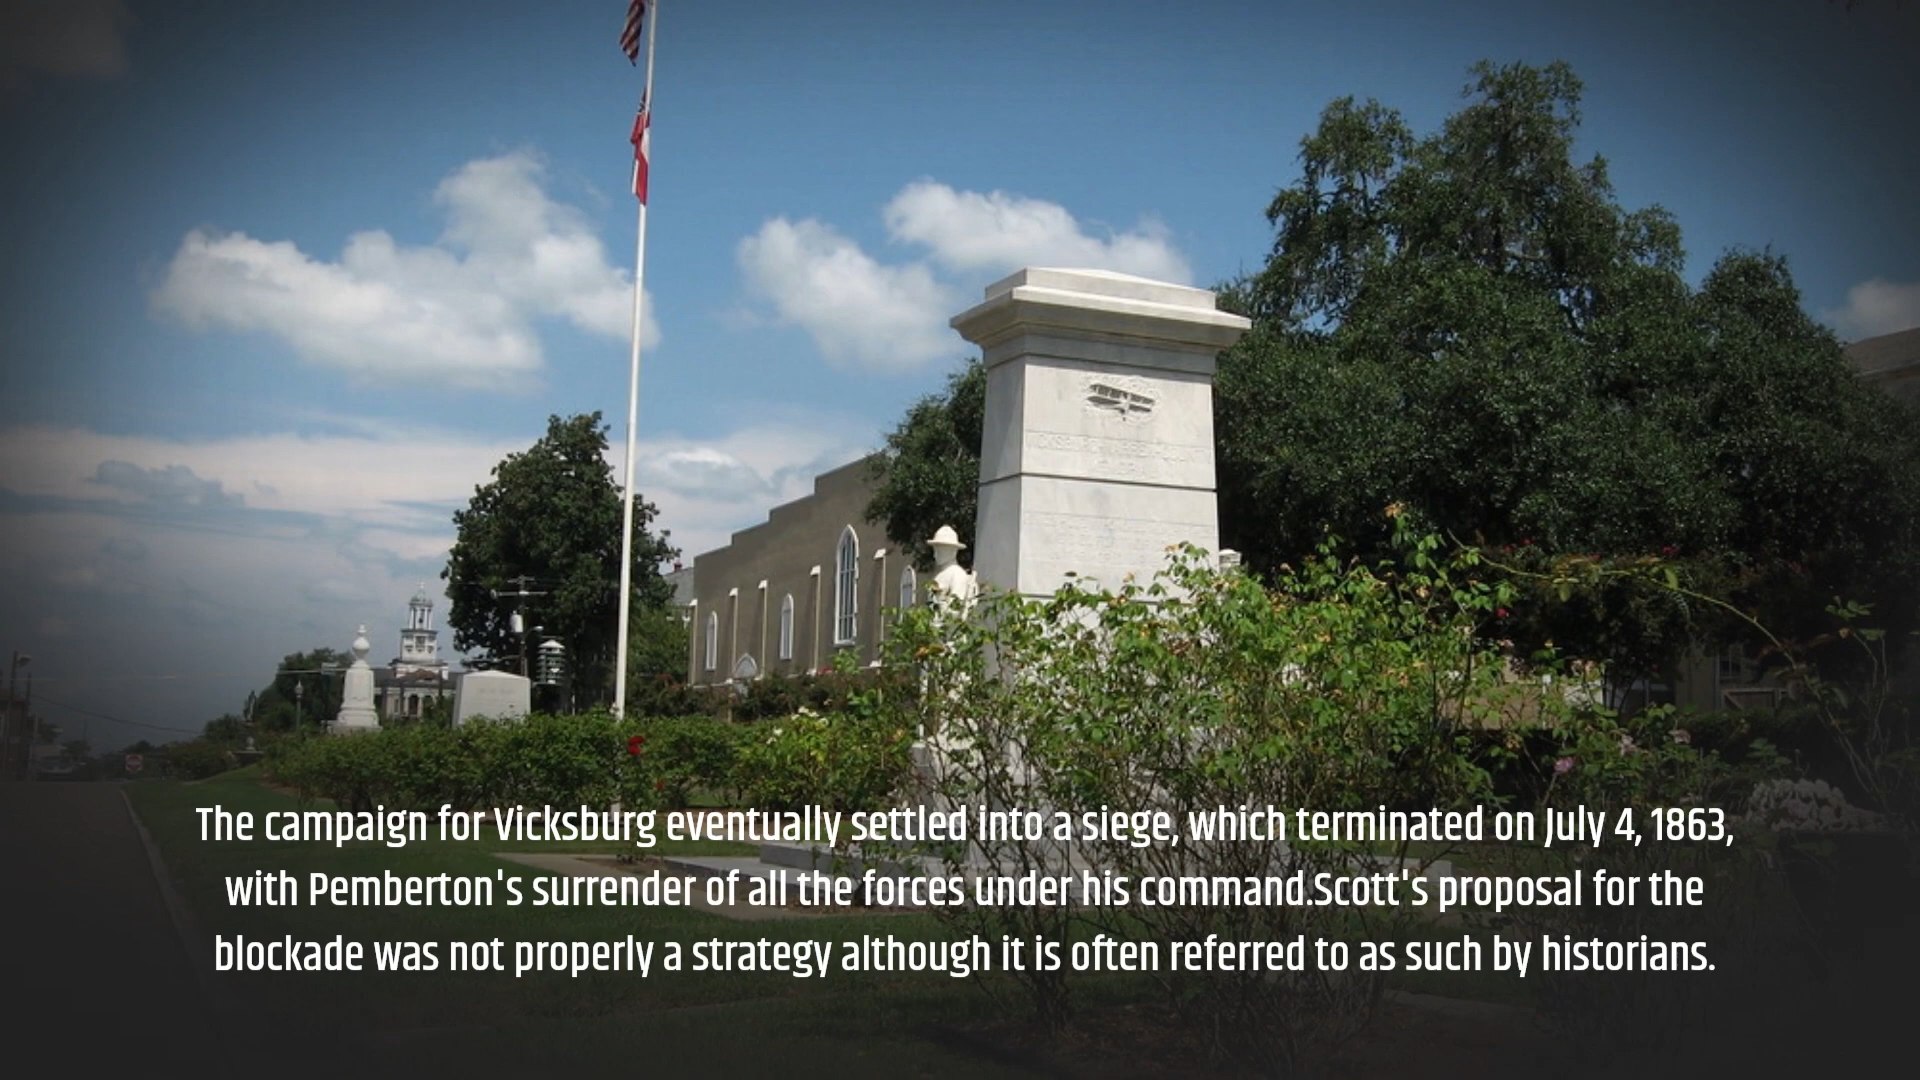 The campaign for Vicksburg eventually settled into a siege, which terminated on July 4, 1863,
with Pemberton's surrender of all the forces under his command.Scott's proposal for the
blockade was not properly a strategy although it is often referred to as such by historians.